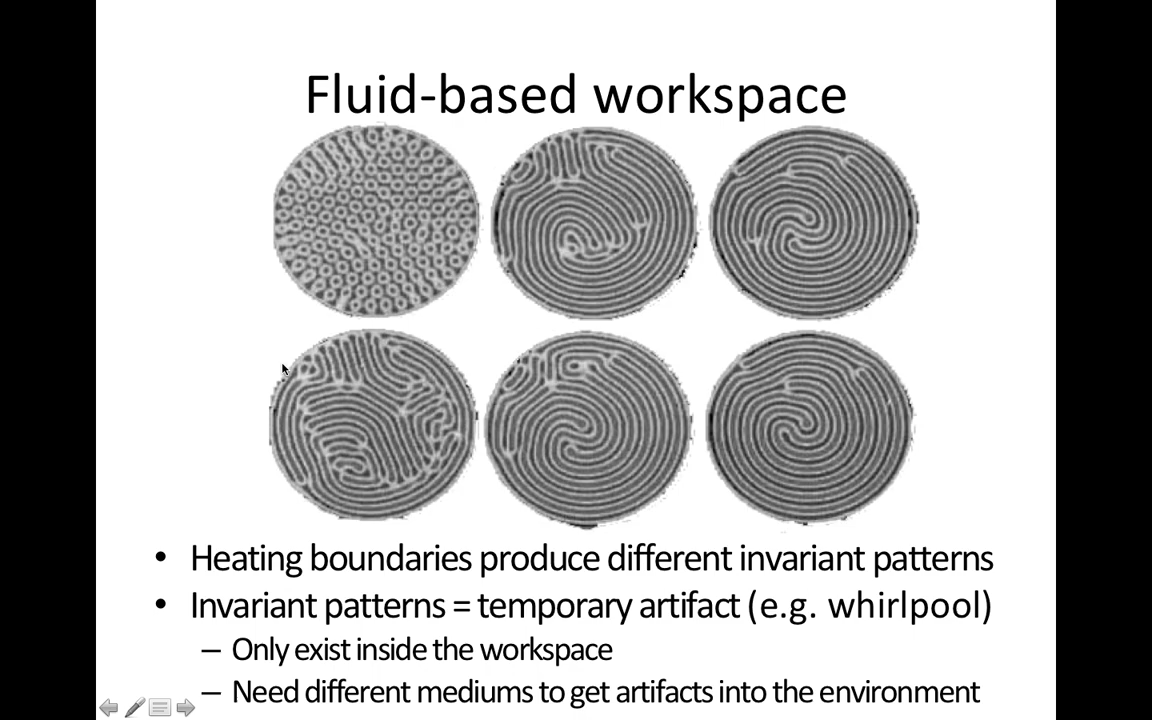 Fluid-based workspace
• Heating boundaries produce different invariant patterns
• Invariant patterns = temporary artifact (e.g. whirlpool)
– Only exist inside the workspace
– Need different mediums to get artifacts into the environment